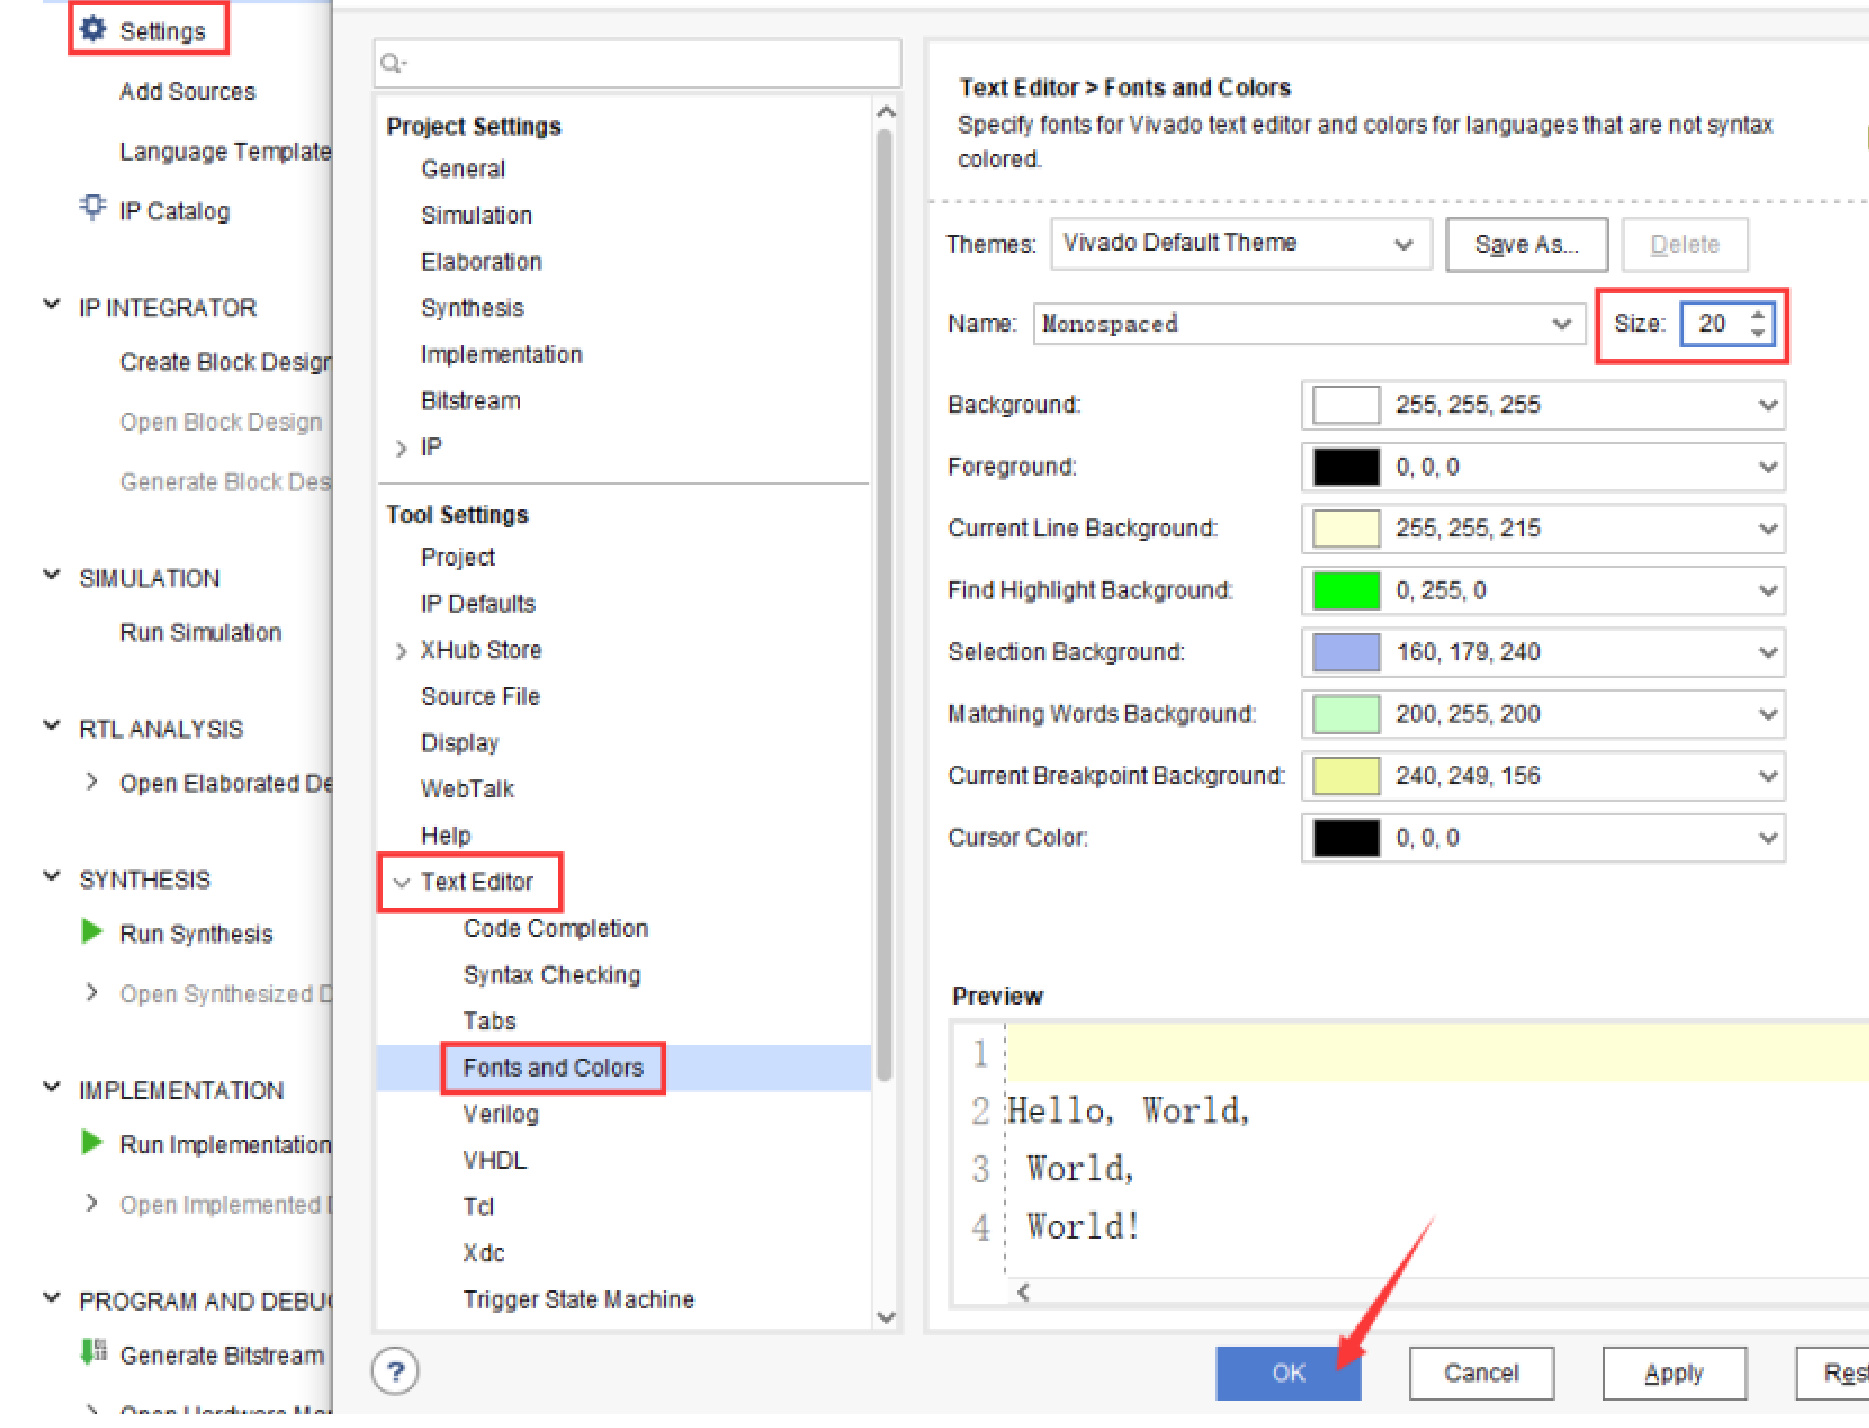 Settings
Add Sources
Language Template
IP Catalog
IP INTEGRATOR
Create Block Design
Open Block Design
Generate Block Des
SIMULATION
Run Simulation
RTL ANALYSIS
Open Elaborated De
SYNTHESIS
Run Synthesis
Open Synthesized D
IMPLEMENTATION
Run Implementation
Open Implemented
PROGRAM AND DEBU
Generate Bitstream
Project Settings
General
Simulation
Elaboration
Synthesis
Implementation
Bitstream
IP
Tool Settings
Project
IP Defaults
XHub Store
Source File
Display
WebTalk
Help
Text Editor
Code Completion
Syntax Checking
Tabs
Fonts and Colors
Verilog
VHDL
Tcl
Xdc
Trigger State Machine
?
Text Editor > Fonts and Colors
Specify fonts for Vivado text editor and colors for languages that are not syntax
colored.
Themes: Vivado Default Theme Save As... Delete
Name: Monospaced Size: 20
Background: 255, 255, 255
Foreground: 0, 0, 0
Current Line Background: 255, 255, 215
Find Highlight Background: 0, 255, 0
Selection Background: 160, 179, 240
Matching Words Background: 200, 255, 200
Current Breakpoint Background: 240, 249, 156
Cursor Color: 0, 0, 0
Preview
1
2 Hello, World,
3 World,
4 World!
OK Cancel Apply Rest